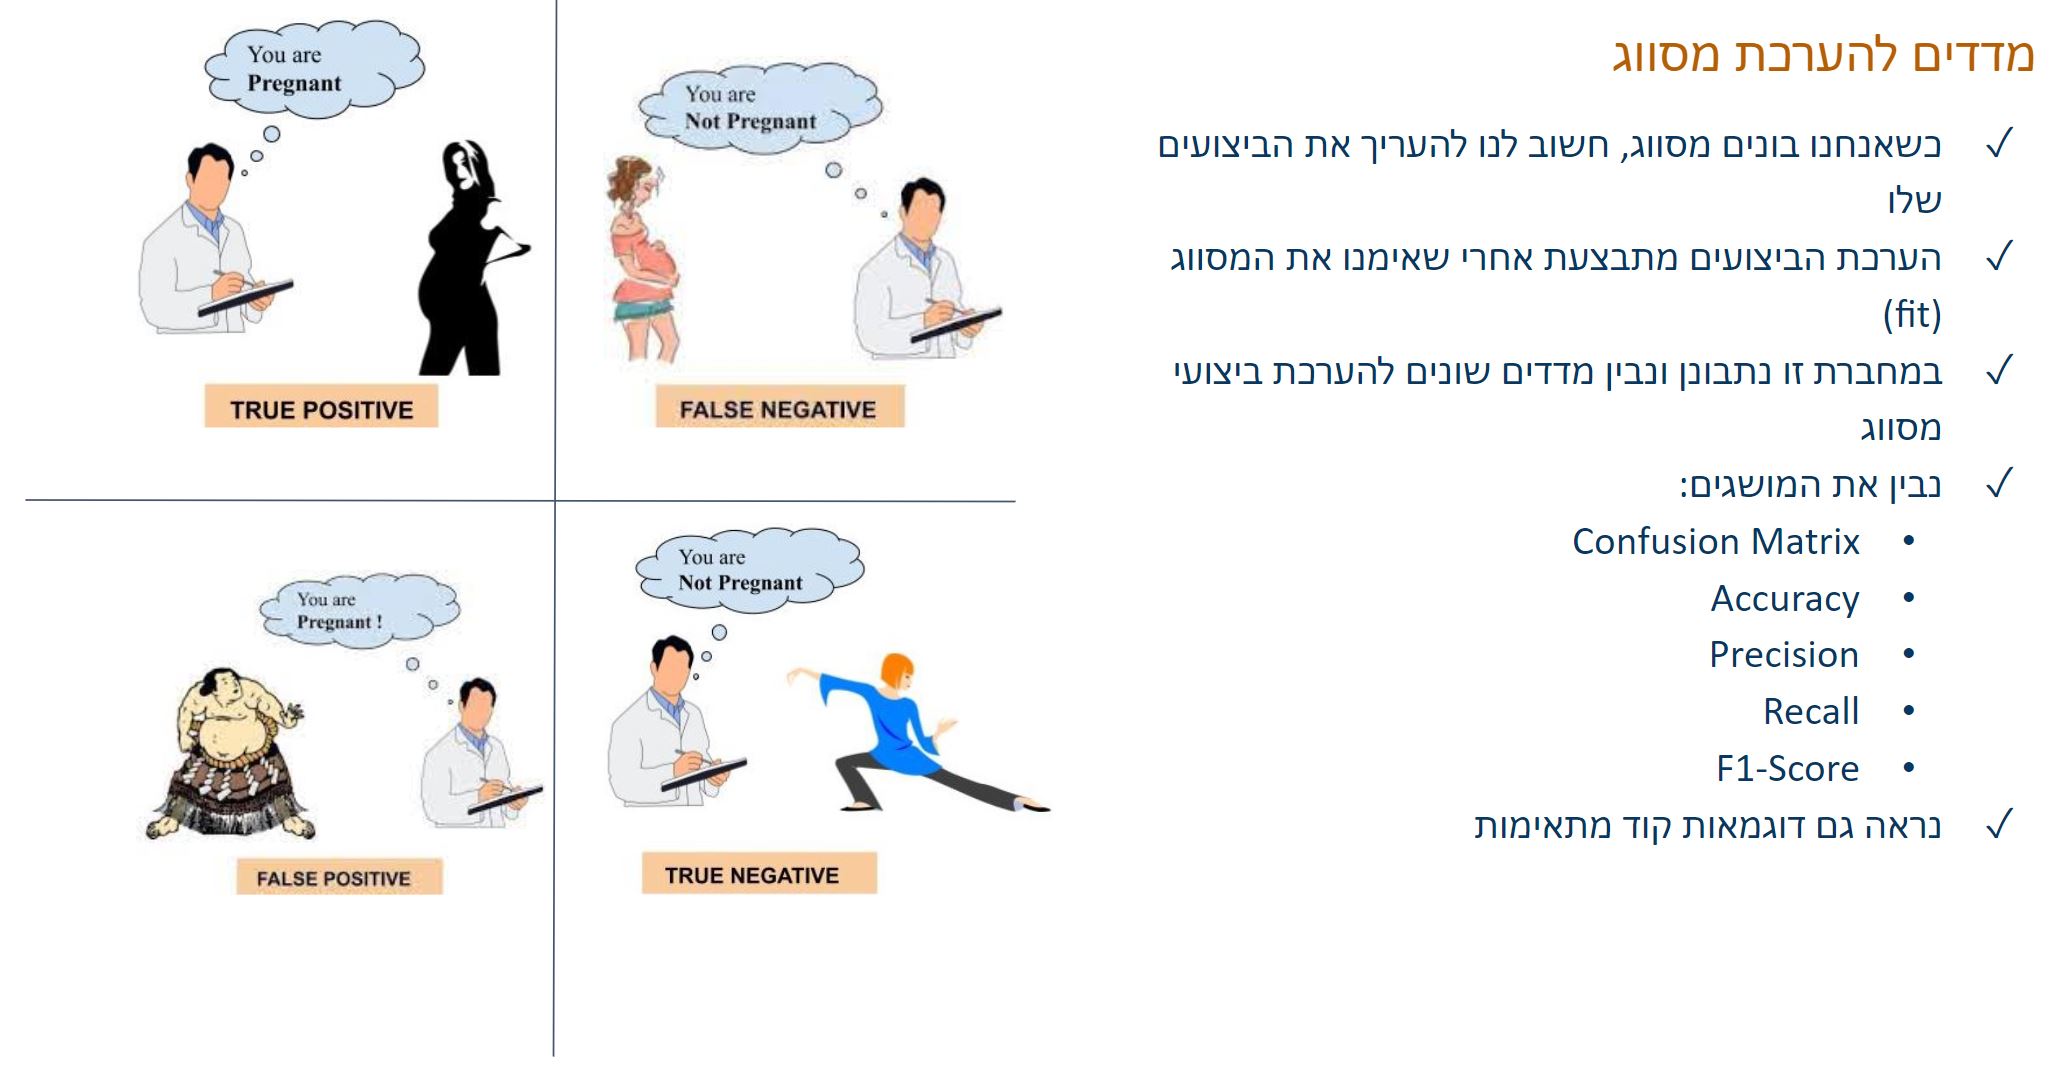 מדדים להערכת מסווג
✓ כשאנחנו בונים מסווג, חשוב לנו להעריך את הביצועים
שלו
✓ הערכת הביצועים מתבצעת אחרי שאימנו את המסווג
(fit)
✓ במחברת זו נתבונן ונבין מדדים שונים להערכת ביצועי
מסווג
✓ נבין את המושגים:
• Confusion Matrix
• Accuracy
• Precision
• Recall
• F1-Score
✓ נראה גם דוגמאות קוד מתאימות
You are
Pregnant
TRUE POSITIVE
You are
Not Pregnant
FALSE NEGATIVE
You are
Pregnant !
FALSE POSITIVE
You are
Not Pregnant
TRUE NEGATIVE